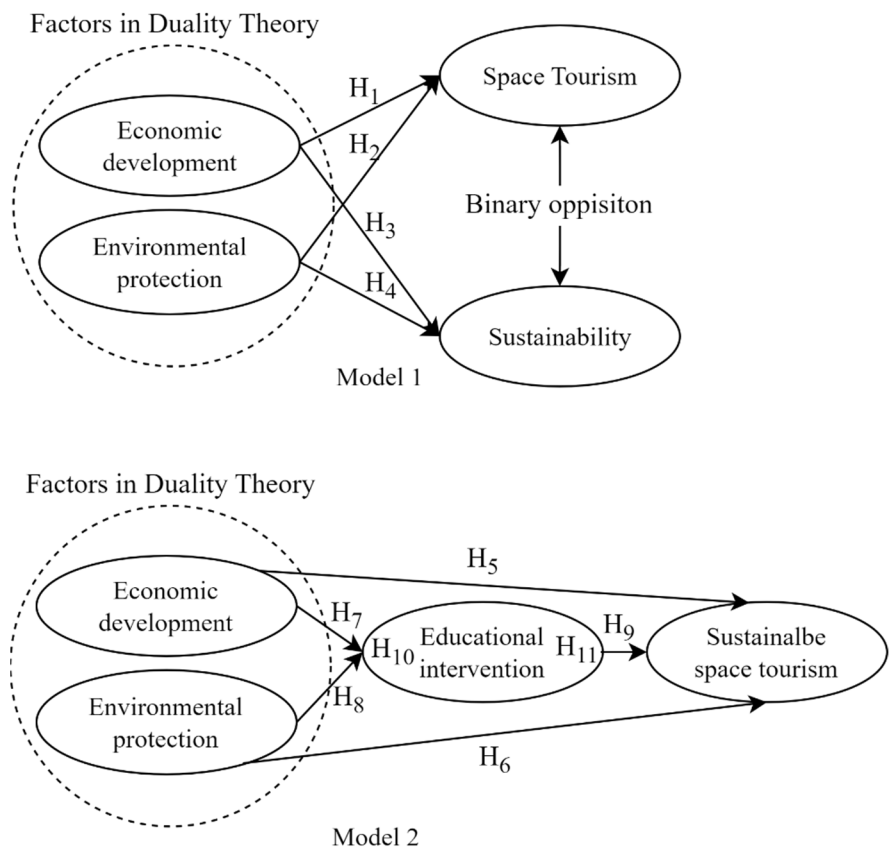 Factors in Duality Theory
Economic
development
Environmental
protection
H1
H2
H3
H4
Space Tourism
Binary oppisiton
Sustainability
Model 1
Factors in Duality Theory
Economic
development
Environmental
protection
H5
H7
H8
H10
Educational
intervention
H11
H9
Sustainalbe
space tourism
H6
Model 2